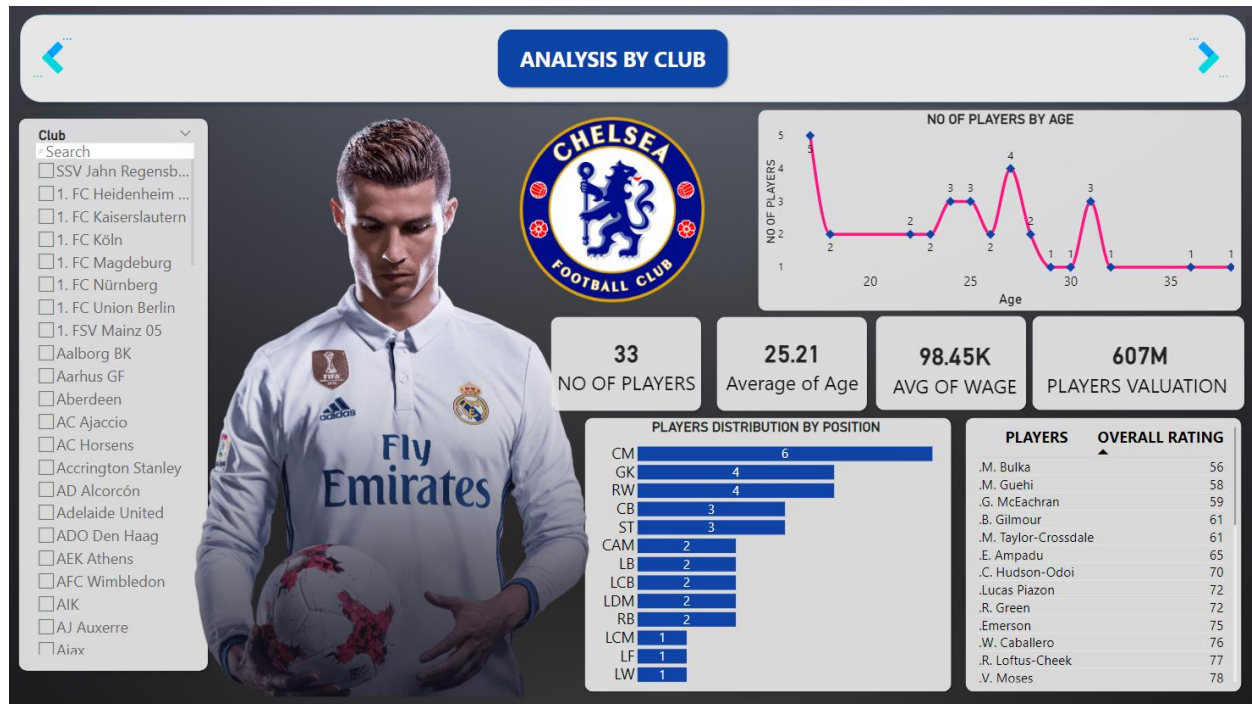 ANALYSIS BY CLUB
Club
Search
SSV Jahn Regensb...
1. FC Heidenheim ...
1. FC Kaiserslautern
1. FC Köln
1. FC Magdeburg
1. FC Nürnberg
1. FC Union Berlin
1. FSV Mainz 05
Aalborg BK
Aarhus GF
Aberdeen
AC Ajaccio
AC Horsens
Accrington Stanley
AD Alcorcón
Adelaide United
ADO Den Haag
AEK Athens
AFC Wimbledon
AIK
AJ Auxerre
Ajax
FIFA
adidas
Fly
Emirates
CHELSEA
FOOTBALL CLUB
NO OF PLAYERS BY AGE
NO OF PLAYERS
5
4
3
2
1
5
2
2
2
3
3
2
4
2
1
1
3
1
1
1
20
25
30
35
Age
33
NO OF PLAYERS
25.21
Average of Age
98.45K
AVG OF WAGE
607M
PLAYERS VALUATION
PLAYERS DISTRIBUTION BY POSITION
CM 6
GK 4
RW 4
CB 3
ST 3
CAM 2
LB 2
LCB 2
LDM 2
RB 2
LCM 1
LF 1
LW 1
PLAYERS OVERALL RATING
.M. Bulka 56
.M. Guehi 58
.G. McEachran 59
.B. Gilmour 61
.M. Taylor-Crossdale 61
.E. Ampadu 65
.C. Hudson-Odoi 70
.Lucas Piazon 72
.R. Green 72
.Emerson 75
.W. Caballero 76
.R. Loftus-Cheek 77
.V. Moses 78